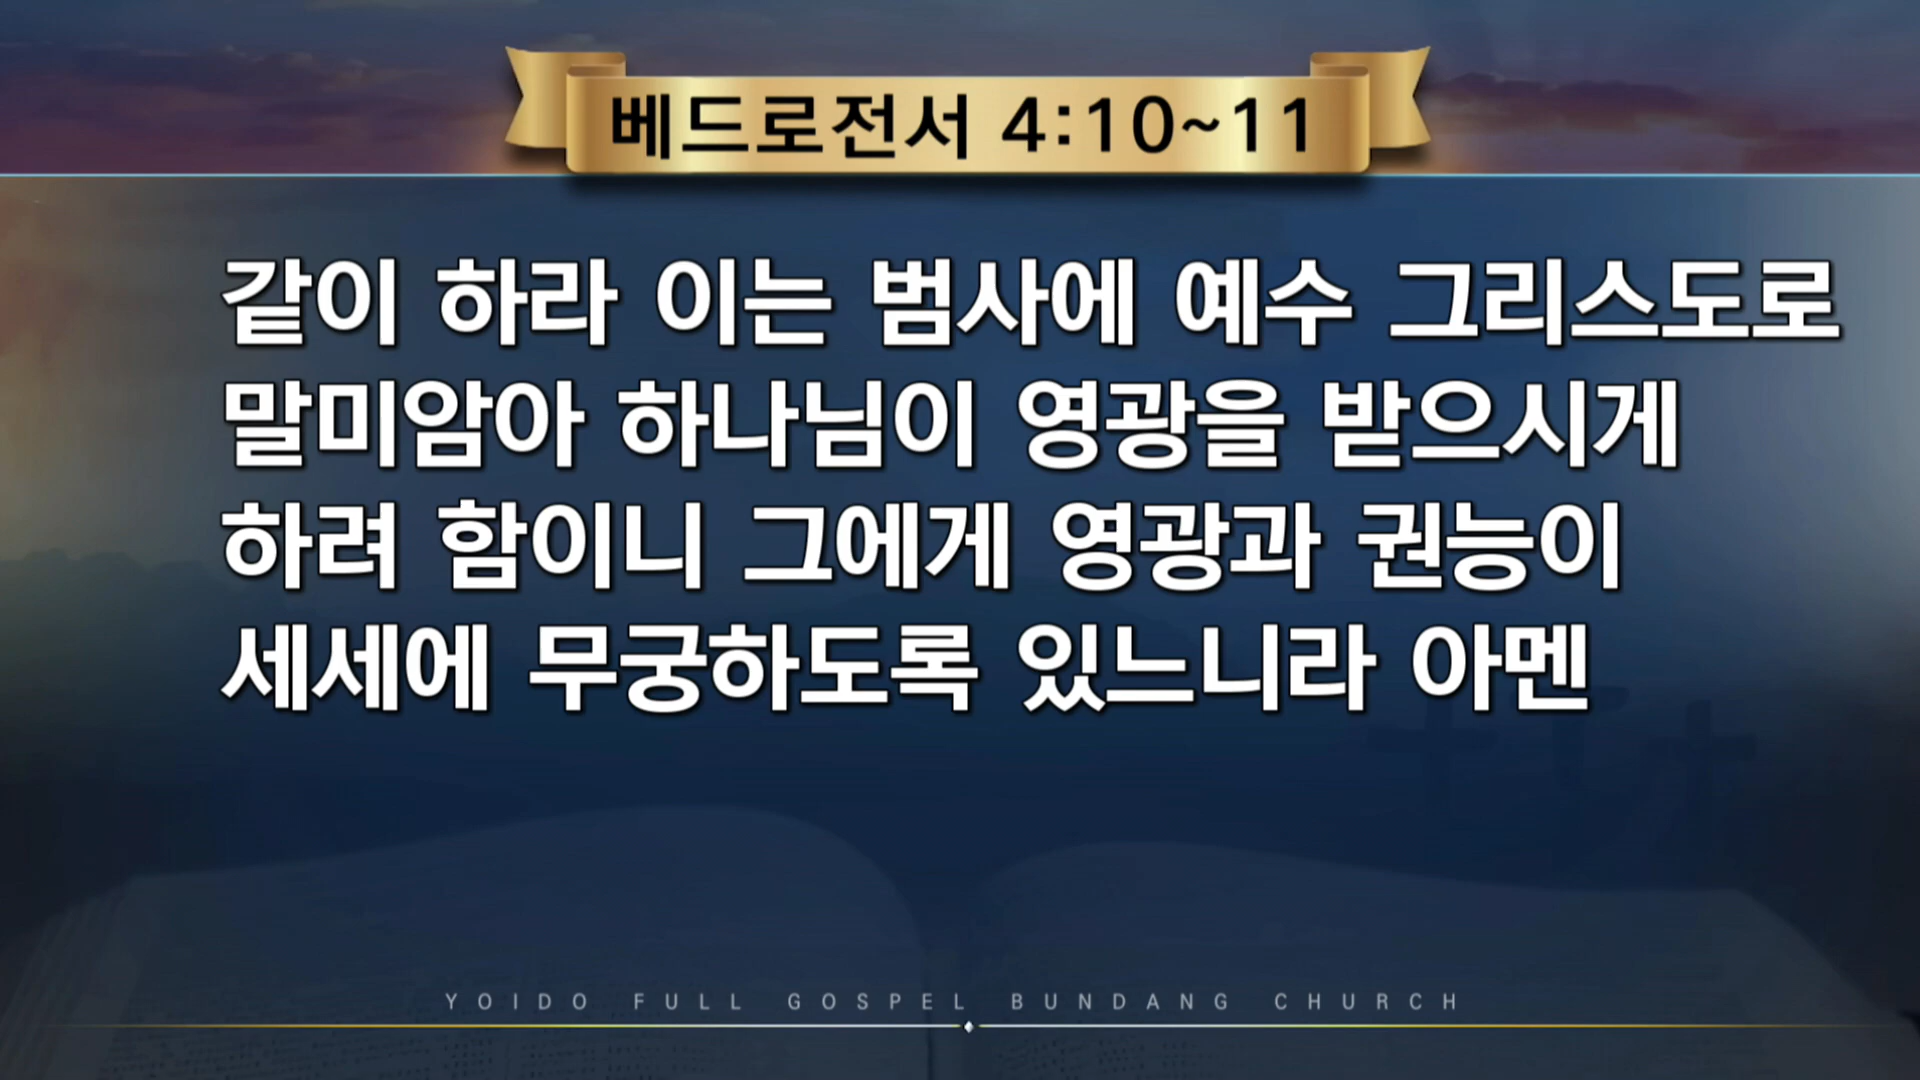 베드로전서 4:10~11
같이 하라 이는 범사에 예수 그리스도로
말미암아 하나님이 영광을 받으시게
하려 함이니 그에게 영광과 권능이
세세에 무궁하도록 있느니라 아멘
YOIDO FULL GOSPEL BUNDANG CHURCH